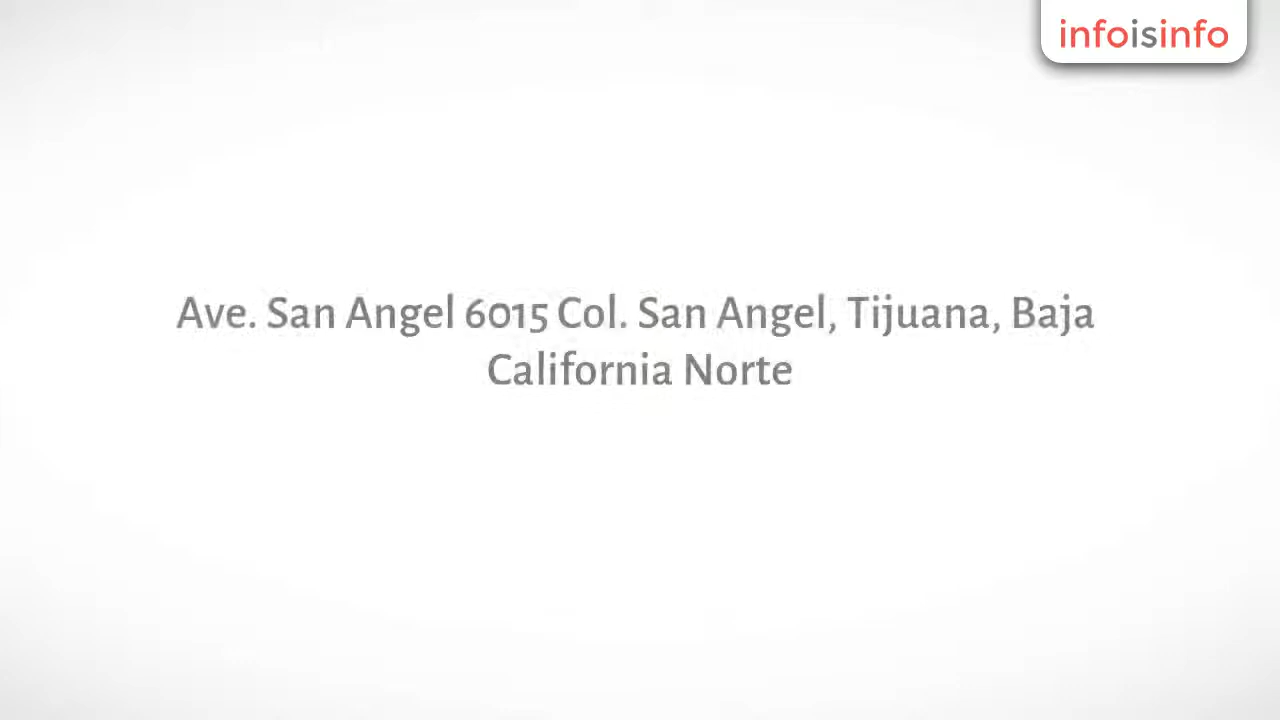 infoisinfo
Ave. San Angel 6015 Col. San Angel, Tijuana, Baja
California Norte